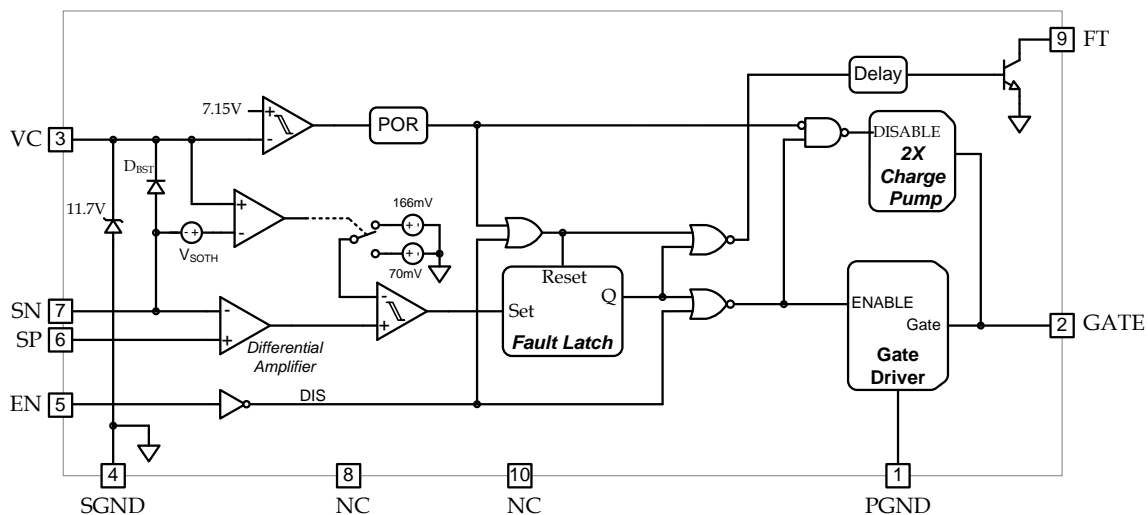 9 FT
Delay
7.15V
+
-
POR
VC 3
DISABLE
2X
Charge
Pump
D_BST
11.7V
+
-
- +
V_SOTH
166mV
+ -
+ -
70mV
Reset
SN 7
-
-
Set
Q
ENABLE
SP 6
+
+
Gate
2 GATE
Differential
Amplifier
Fault Latch
Gate
Driver
EN 5
DIS
4
8
10
1
SGND
NC
NC
PGND